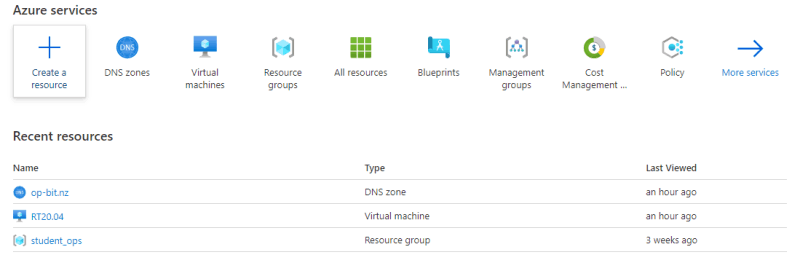 Azure services
Create a resource
DNS zones
Virtual machines
Resource groups
All resources
Blueprints
Management groups
Cost Management ...
Policy
More services
Recent resources
Name Type Last Viewed
DNS op-bit.nz DNS zone an hour ago
RT20.04 Virtual machine an hour ago
student_ops Resource group 3 weeks ago